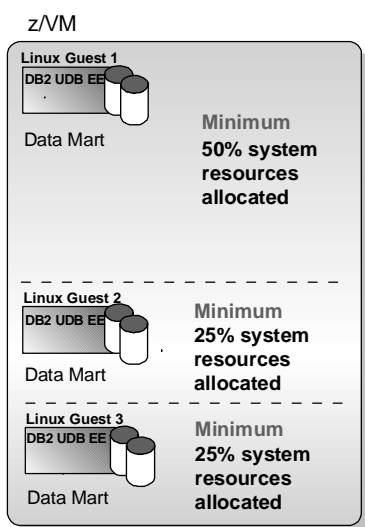 z/VM
Linux Guest 1
DB2 UDB EE
Data Mart
Minimum
50% system
resources
allocated
Linux Guest 2
DB2 UDB EE
Data Mart
Minimum
25% system
resources
allocated
Linux Guest 3
DB2 UDB EE
Data Mart
Minimum
25% system
resources
allocated